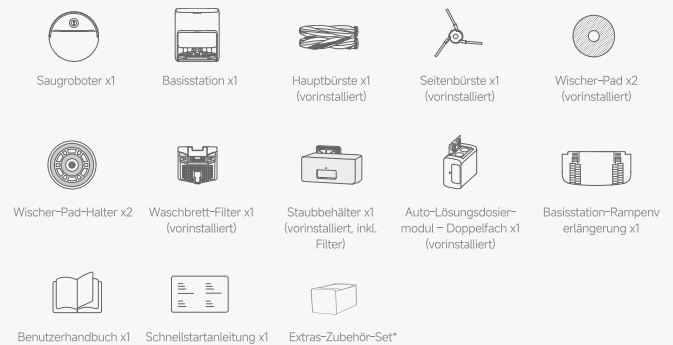 Saugroboter x1
Basisstation x1
Hauptbürste x1
(vorinstalliert)
Seitenbürste x1
(vorinstalliert)
Wischer-Pad x2
(vorinstalliert)
Wischer-Pad-Halter x2
Waschbrett-Filter x1
(vorinstalliert)
Staubbehälter x1
(vorinstalliert, inkl.
Filter)
Auto-Lösungsdosier-
modul – Doppelfach x1
(vorinstalliert)
Basisstation-Rampenv
erlängerung x1
Benutzerhandbuch x1
Schnellstartanleitung x1
Extras-Zubehör-Set*